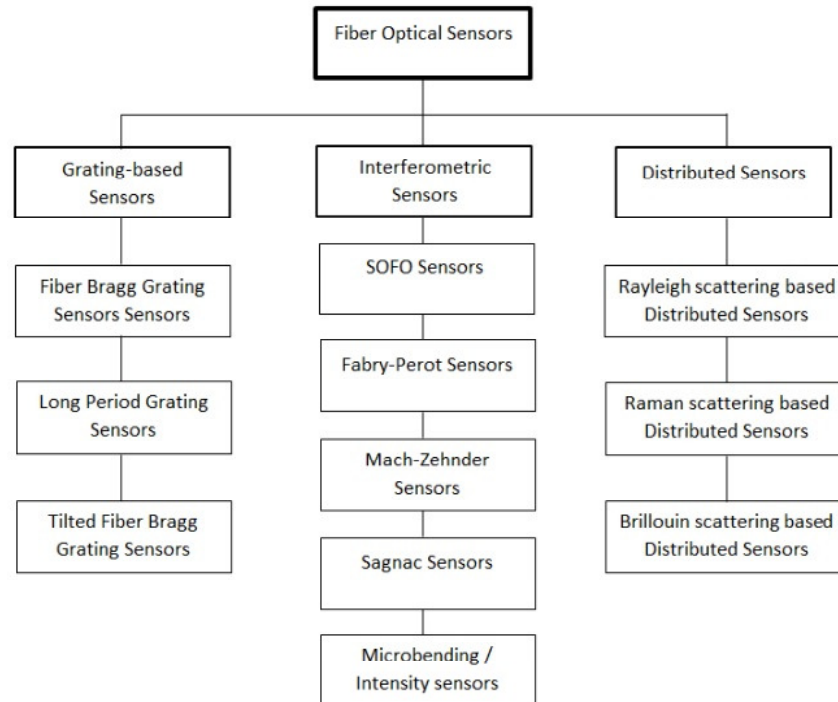 Fiber Optical Sensors
Grating-based
Sensors
Fiber Bragg Grating
Sensors Sensors
Long Period Grating
Sensors
Tilted Fiber Bragg
Grating Sensors
Interferometric
Sensors
SOFO Sensors
Fabry-Perot Sensors
Mach-Zehnder
Sensors
Sagnac Sensors
Microbending /
Intensity sensors
Distributed Sensors
Rayleigh scattering based
Distributed Sensors
Raman scattering based
Distributed Sensors
Brillouin scattering based
Distributed Sensors